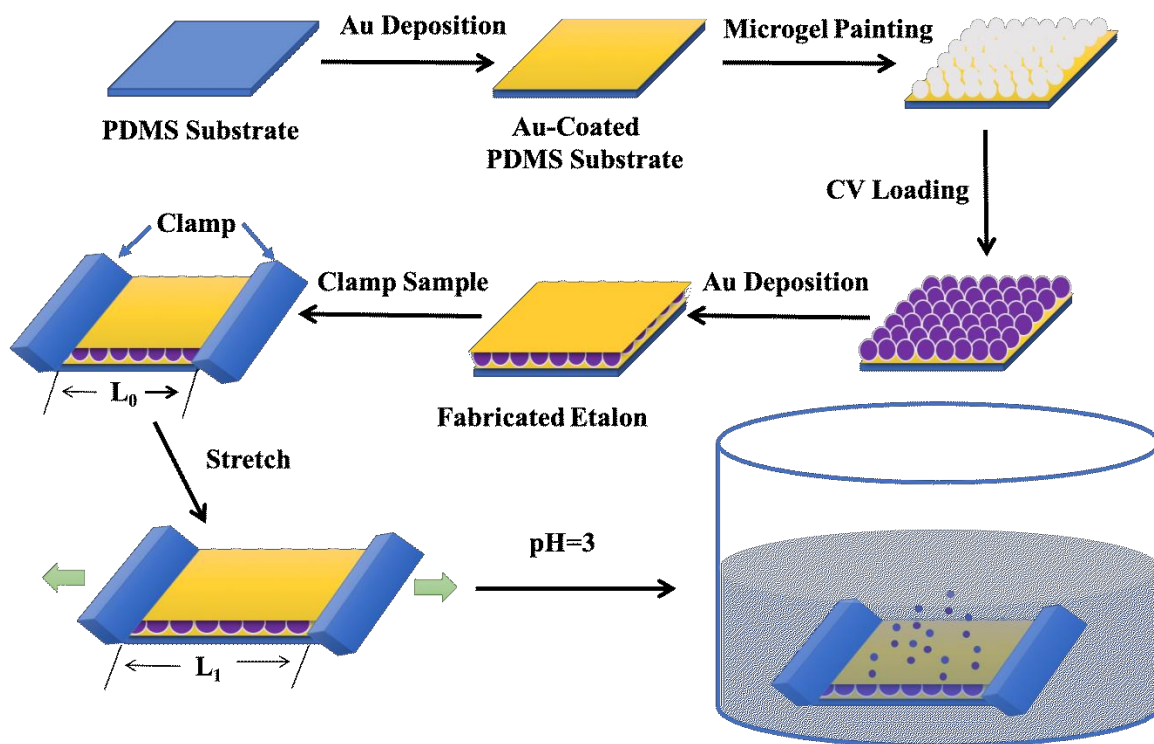 Au Deposition
Microgel Painting
PDMS Substrate
Au-Coated
PDMS Substrate
CV Loading
Clamp
Clamp Sample
Au Deposition
L₀
Fabricated Etalon
Stretch
pH=3
L₁